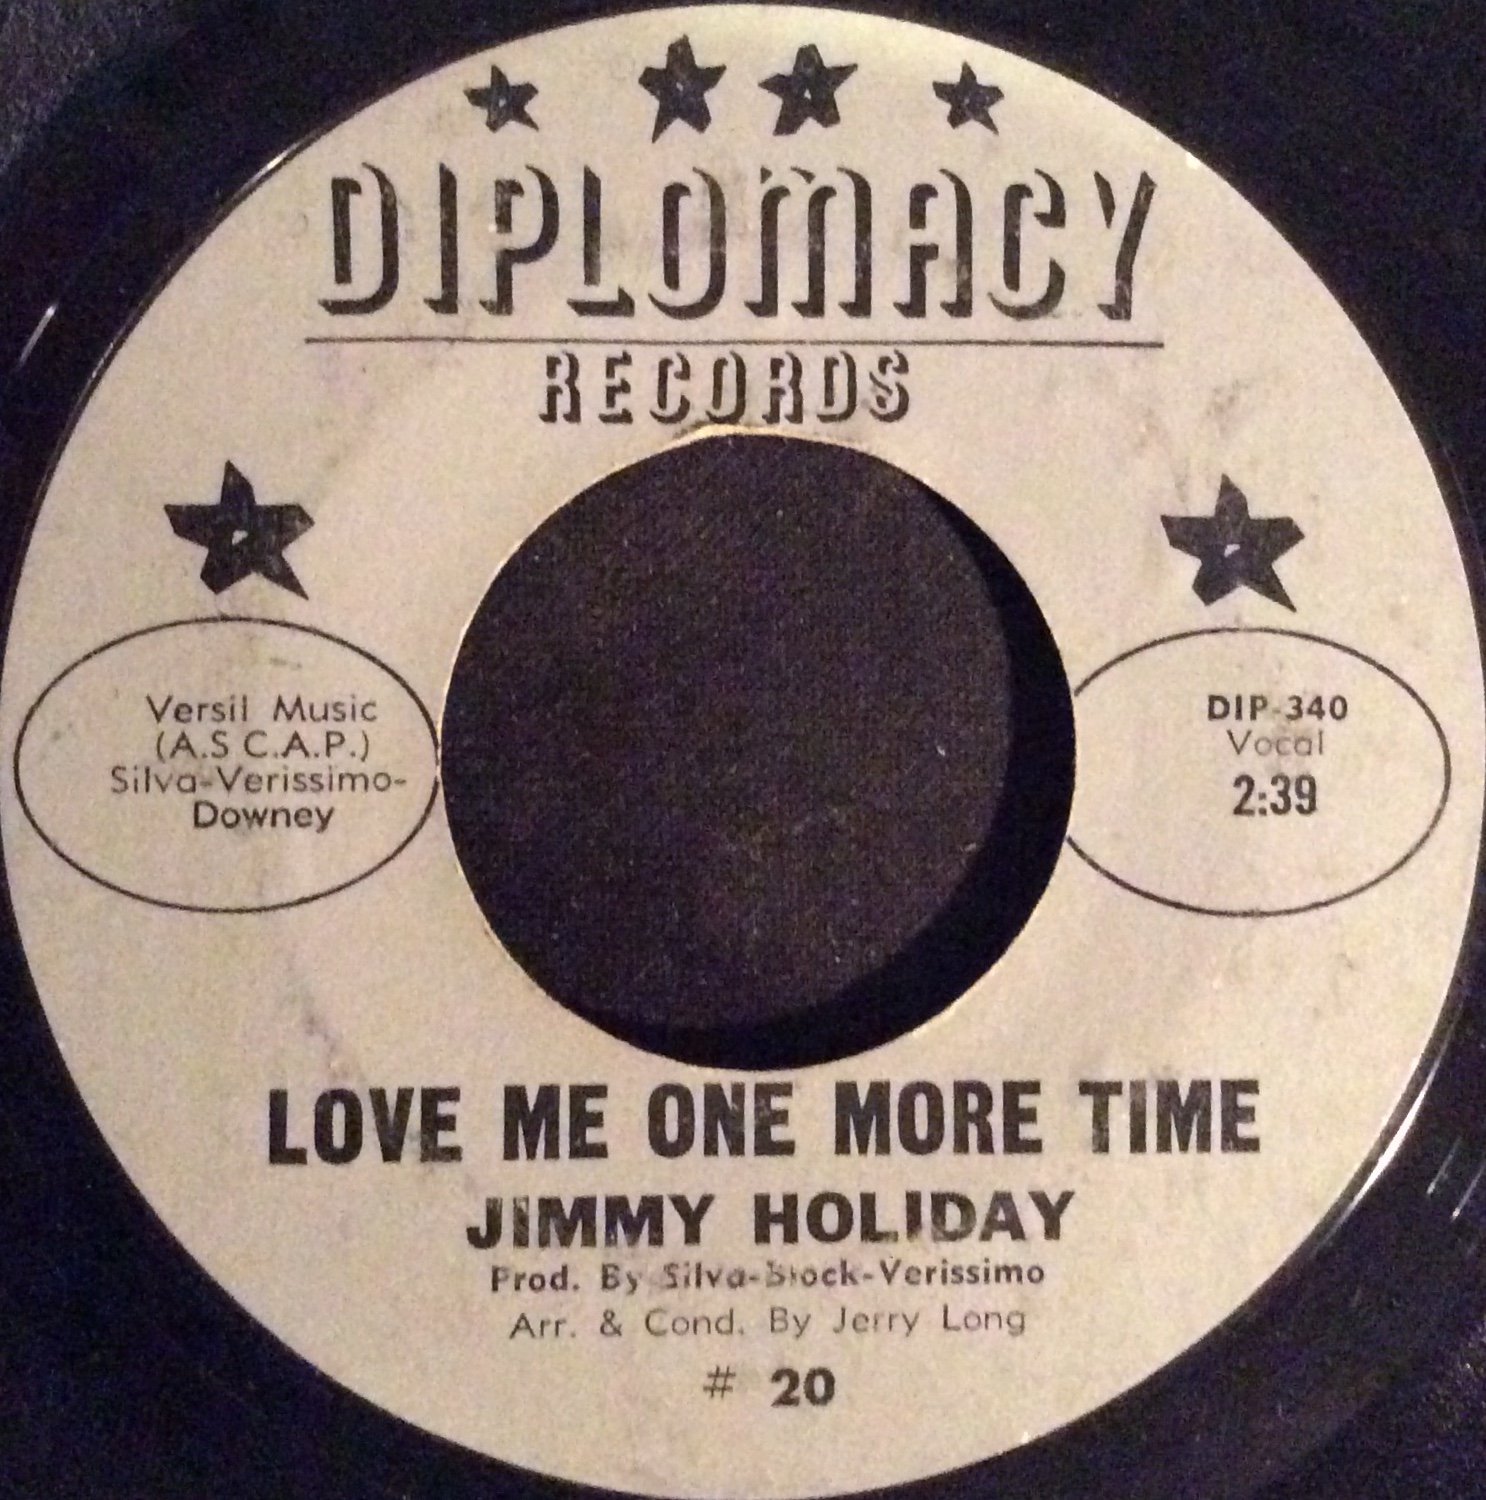 DIPLOMACY
RECORDS
Versil Music
(A.S C.A.P.)
Silva-Verissimo-
Downey
DIP-340
Vocal
2:39
LOVE ME ONE MORE TIME
JIMMY HOLIDAY
Prod. By Silva-Stock-Verissimo
Arr. & Cond. By Jerry Long
# 20